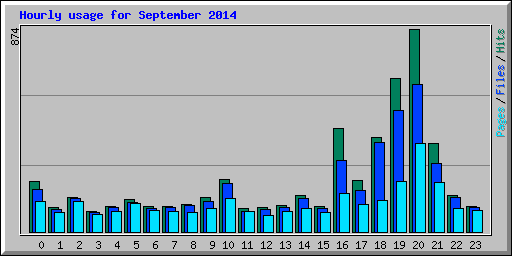 Hourly usage for September 2014
874
Pages / Files / Hits
0 1 2 3 4 5 6 7 8 9 10 11 12 13 14 15 16 17 18 19 20 21 22 23